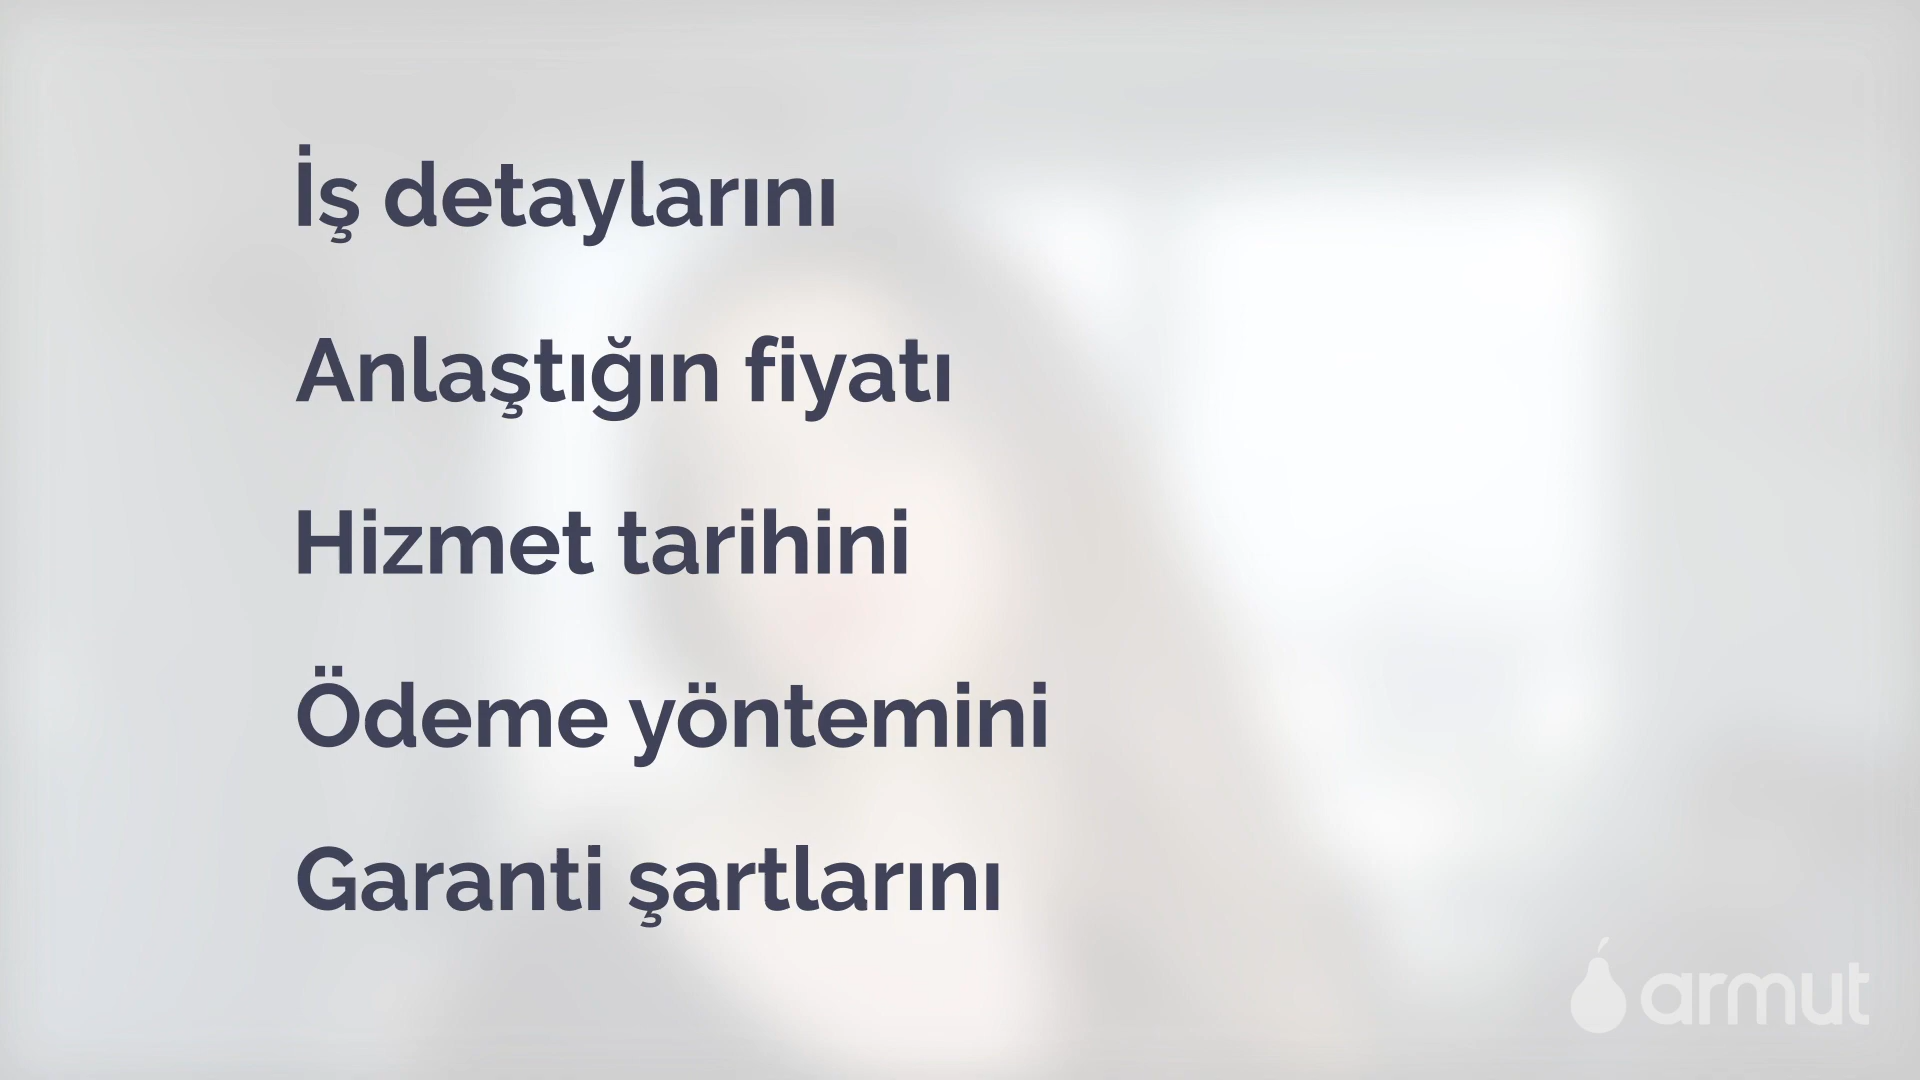 İş detaylarını
Anlaştığın fiyatı
Hizmet tarihini
Ödeme yöntemini
Garanti şartlarını
armut